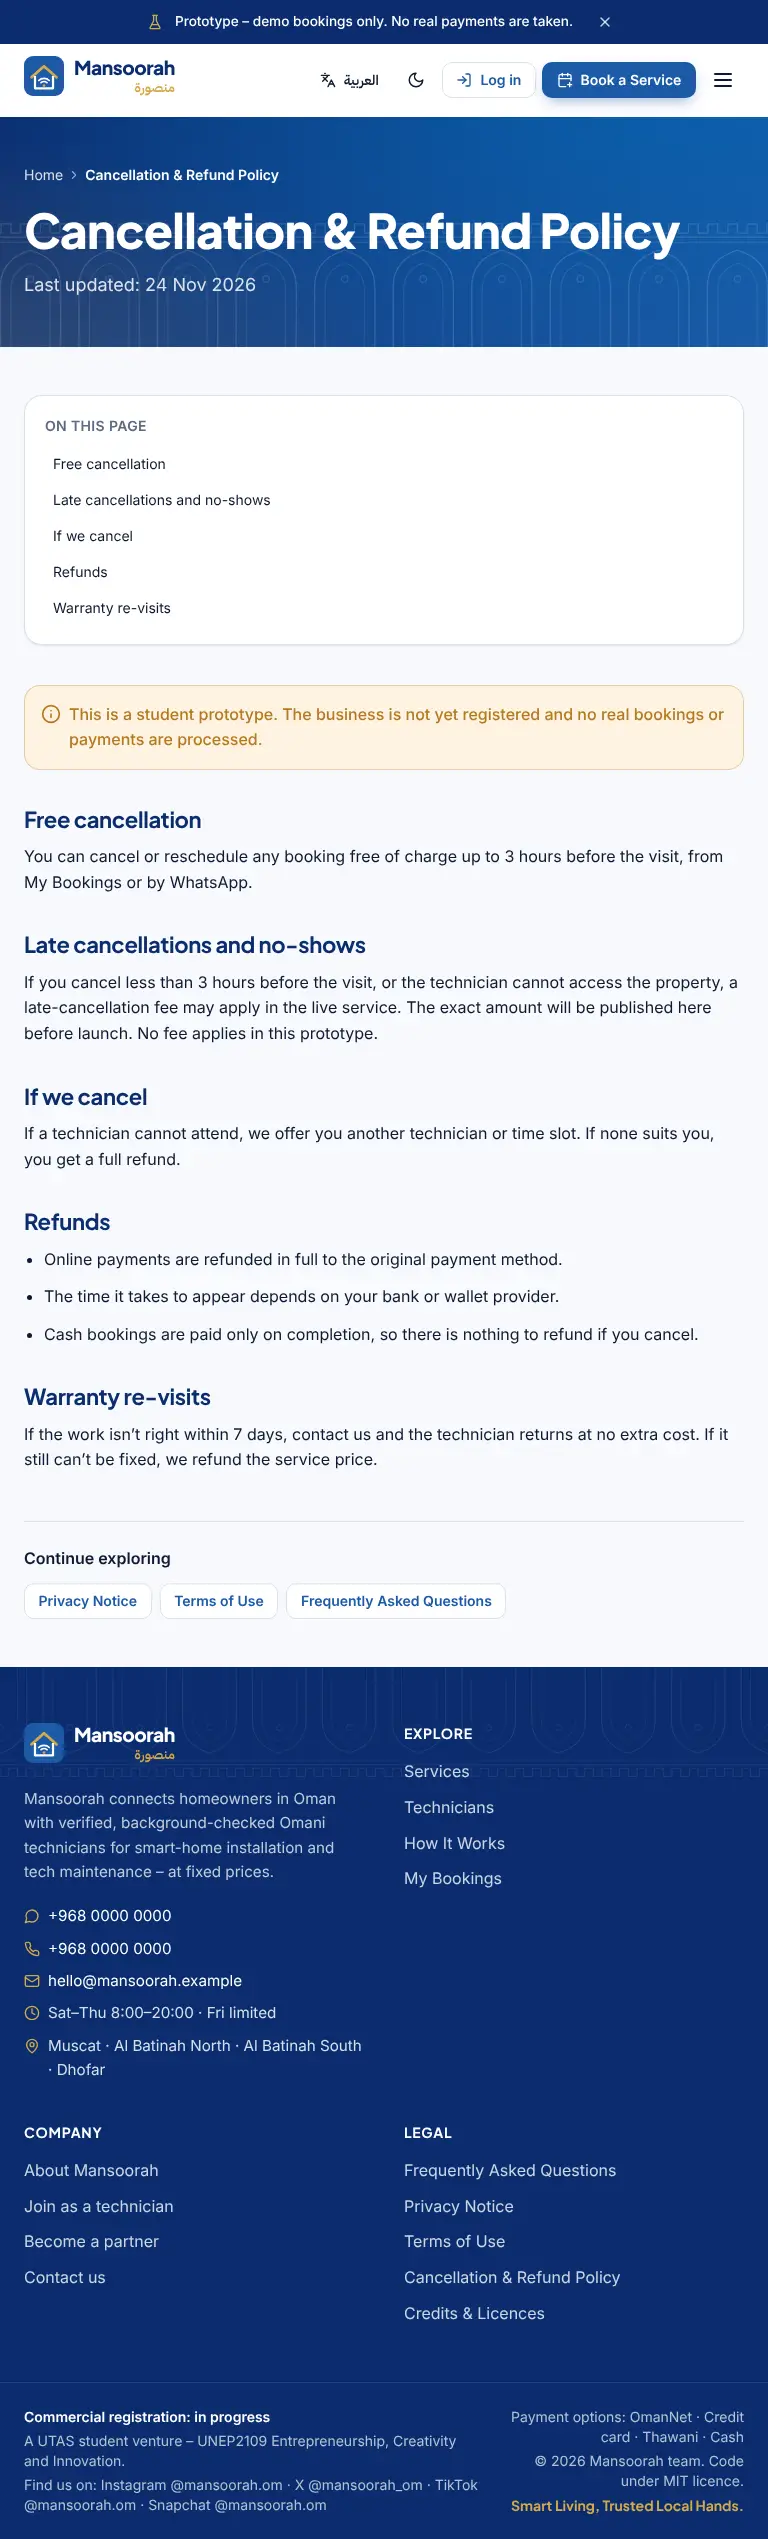 Prototype – demo bookings only. No real payments are taken.
Mansoorah
منصورة
العربية
Log in
Book a Service
Home
Cancellation & Refund Policy
Cancellation & Refund Policy
Last updated: 24 Nov 2026
ON THIS PAGE
Free cancellation
Late cancellations and no-shows
If we cancel
Refunds
Warranty re-visits
This is a student prototype. The business is not yet registered and no real bookings or
payments are processed.
Free cancellation
You can cancel or reschedule any booking free of charge up to 3 hours before the visit, from
My Bookings or by WhatsApp.
Late cancellations and no-shows
If you cancel less than 3 hours before the visit, or the technician cannot access the property, a
late-cancellation fee may apply in the live service. The exact amount will be published here
before launch. No fee applies in this prototype.
If we cancel
If a technician cannot attend, we offer you another technician or time slot. If none suits you,
you get a full refund.
Refunds
• Online payments are refunded in full to the original payment method.
• The time it takes to appear depends on your bank or wallet provider.
• Cash bookings are paid only on completion, so there is nothing to refund if you cancel.
Warranty re-visits
If the work isn’t right within 7 days, contact us and the technician returns at no extra cost. If it
still can’t be fixed, we refund the service price.
Continue exploring
Privacy Notice
Terms of Use
Frequently Asked Questions
Mansoorah
منصورة
Mansoorah connects homeowners in Oman
with verified, background-checked Omani
technicians for smart-home installation and
tech maintenance – at fixed prices.
+968 0000 0000
+968 0000 0000
hello@mansoorah.example
Sat–Thu 8:00–20:00 · Fri limited
Muscat · Al Batinah North · Al Batinah South
· Dhofar
EXPLORE
Services
Technicians
How It Works
My Bookings
COMPANY
About Mansoorah
Join as a technician
Become a partner
Contact us
LEGAL
Frequently Asked Questions
Privacy Notice
Terms of Use
Cancellation & Refund Policy
Credits & Licences
Commercial registration: in progress
A UTAS student venture – UNEP2109 Entrepreneurship, Creativity
and Innovation.
Find us on: Instagram @mansoorah.om · X @mansoorah_om · TikTok
@mansoorah.om · Snapchat @mansoorah.om
Payment options: OmanNet · Credit
card · Thawani · Cash
© 2026 Mansoorah team. Code
under MIT licence.
Smart Living, Trusted Local Hands.